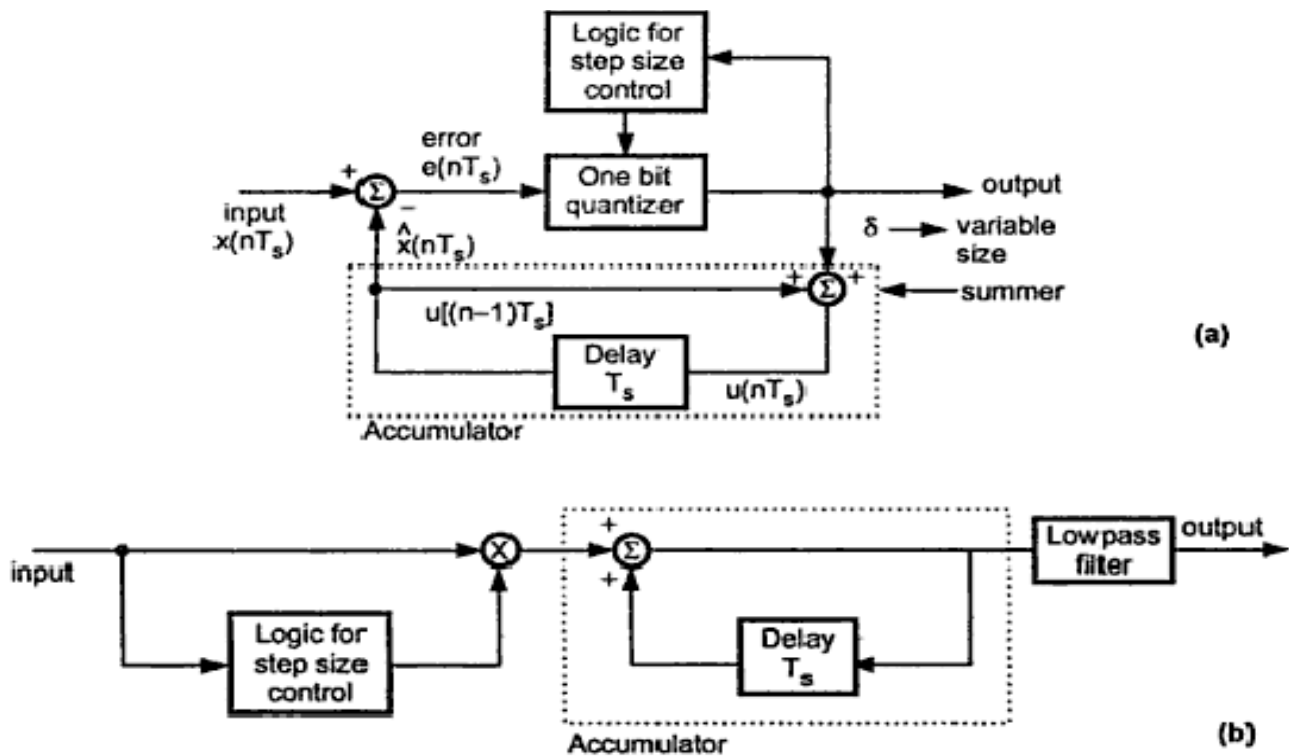 Logic for
step size
control
error
e(nTₛ)
+
Σ
−
One bit
quantizer
output
input
x(nTₛ)
x̂(nTₛ)
δ → variable
size
+
Σ
+
summer
u[(n−1)Tₛ]
(a)
Delay
Tₛ
u(nTₛ)
Accumulator
+
Σ
+
X
Lowpass
filter
output
input
Logic for
step size
control
Delay
Tₛ
Accumulator
(b)